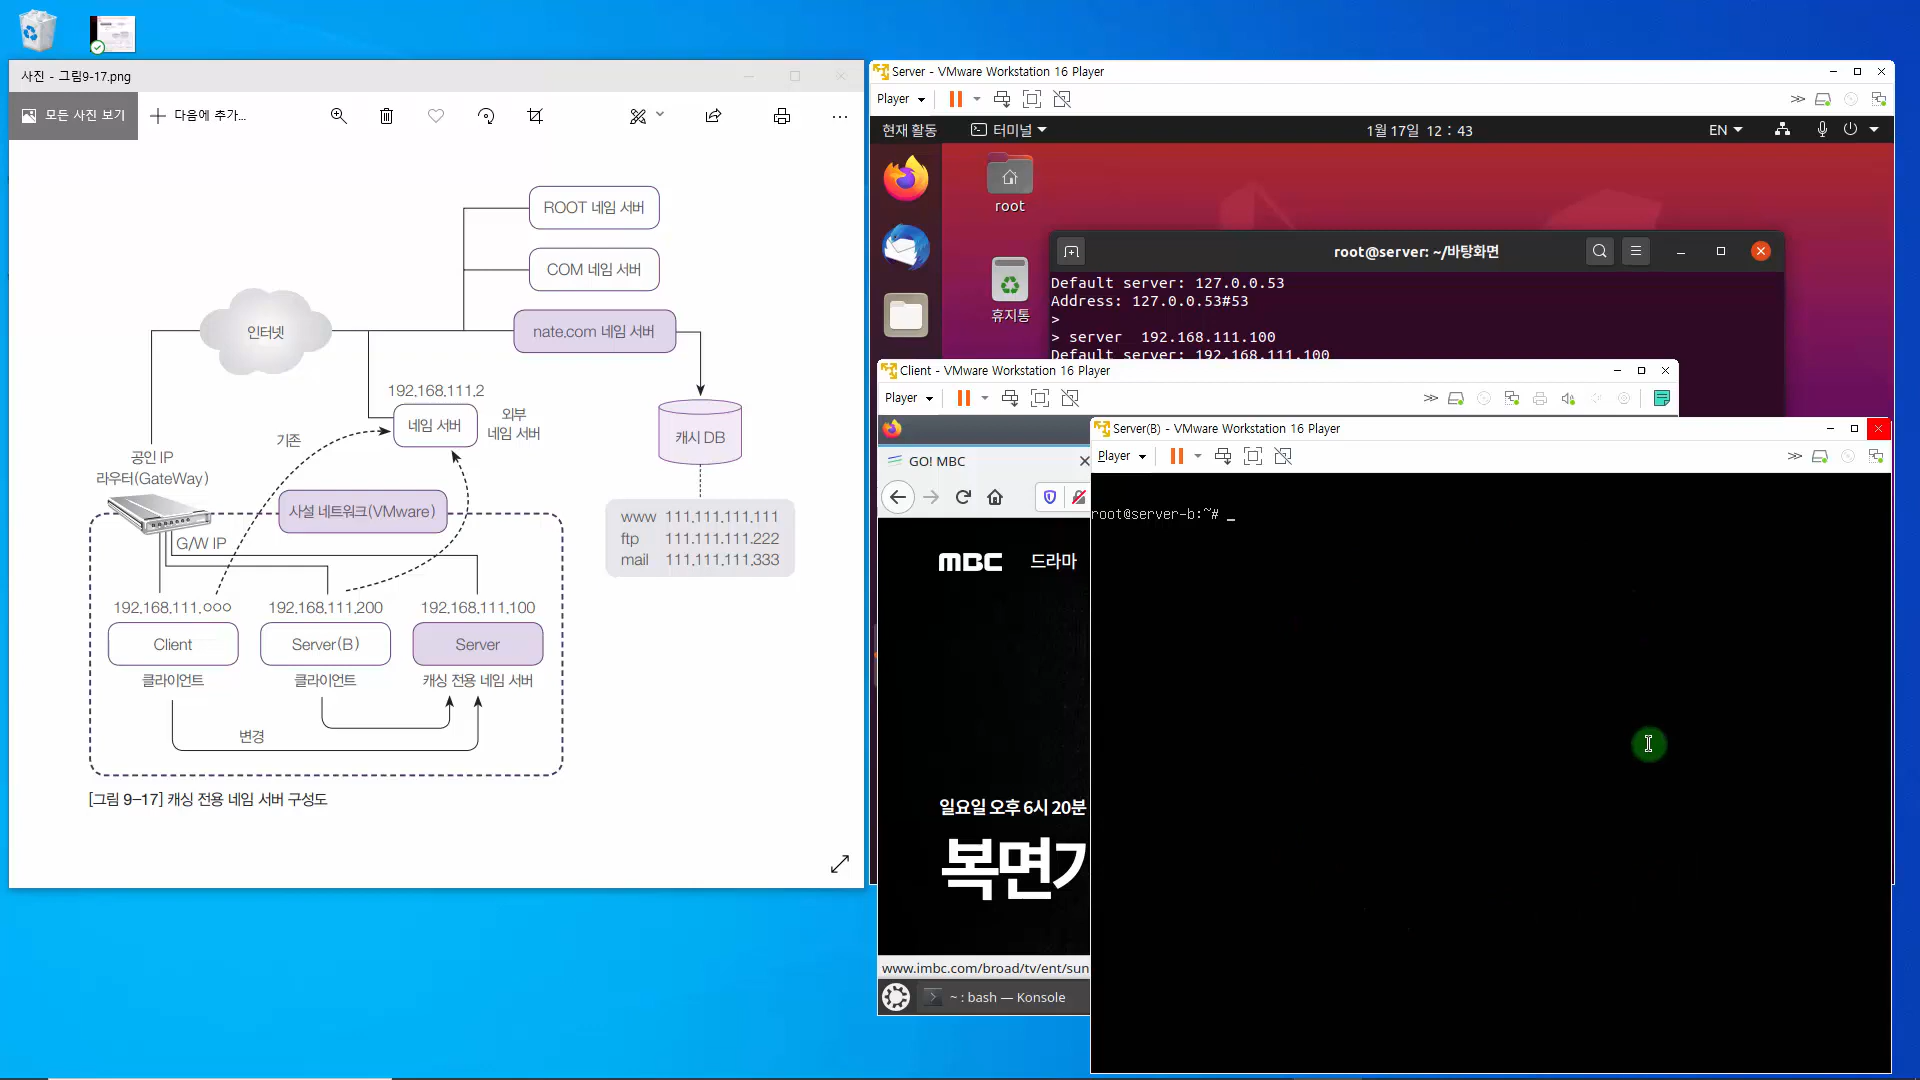 사진 - 그림9-17.png
모든 사진 보기
다음에 추가...
ROOT 네임 서버
COM 네임 서버
nate.com 네임 서버
인터넷
192.168.111.2
네임 서버
외부
네임 서버
기존
캐시 DB
공인 IP
라우터(GateWay)
사설 네트워크(VMware)
G/W IP
www 111.111.111.111
ftp 111.111.111.222
mail 111.111.111.333
192.168.111.○○○
192.168.111.200
192.168.111.100
Client
Server(B)
Server
클라이언트
클라이언트
캐싱 전용 네임 서버
변경
[그림 9-17] 캐싱 전용 네임 서버 구성도
Server - VMware Workstation 16 Player
Player
현재 활동
터미널
1월 17일 12 : 43
EN
root
휴지통
root@server: ~/바탕화면
Default server: 127.0.0.53
Address: 127.0.0.53#53
>
> server  192.168.111.100
Default server: 192.168.111.100
Client - VMware Workstation 16 Player
Player
GO! MBC
MBC
드라마
일요일 오후 6시 20분
복면가
www.imbc.com/broad/tv/ent/sun
~ : bash — Konsole
Server(B) - VMware Workstation 16 Player
Player
root@server-b:~# _